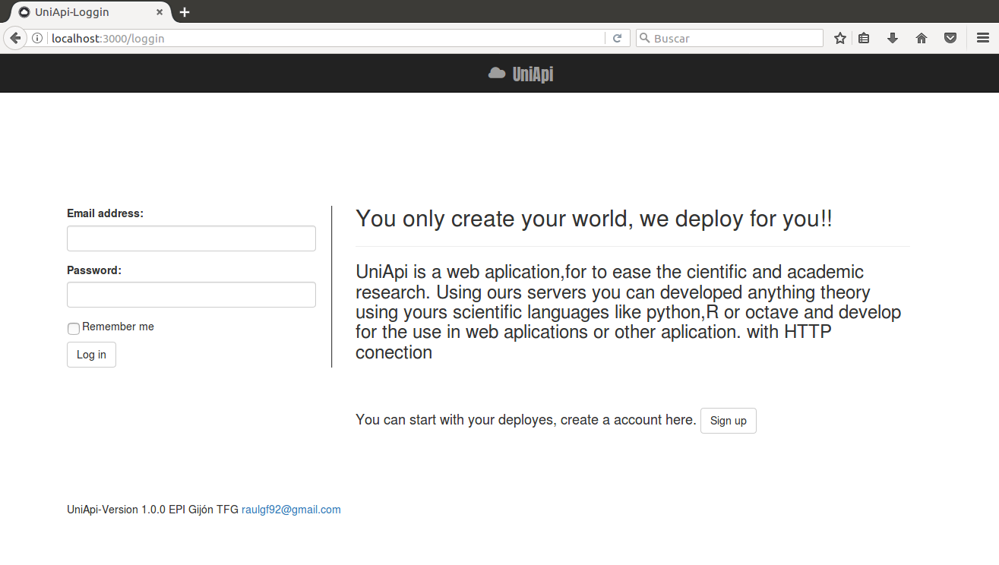 UniApi-Loggin
localhost:3000/loggin
Buscar
UniApi
Email address:
Password:
Remember me
Log in
You only create your world, we deploy for you!!
UniApi is a web aplication,for to ease the cientific and academic
research. Using ours servers you can developed anything theory
using yours scientific languages like python,R or octave and develop
for the use in web aplications or other aplication. with HTTP
conection
You can start with your deployes, create a account here. Sign up
UniApi-Version 1.0.0 EPI Gijón TFG raulgf92@gmail.com